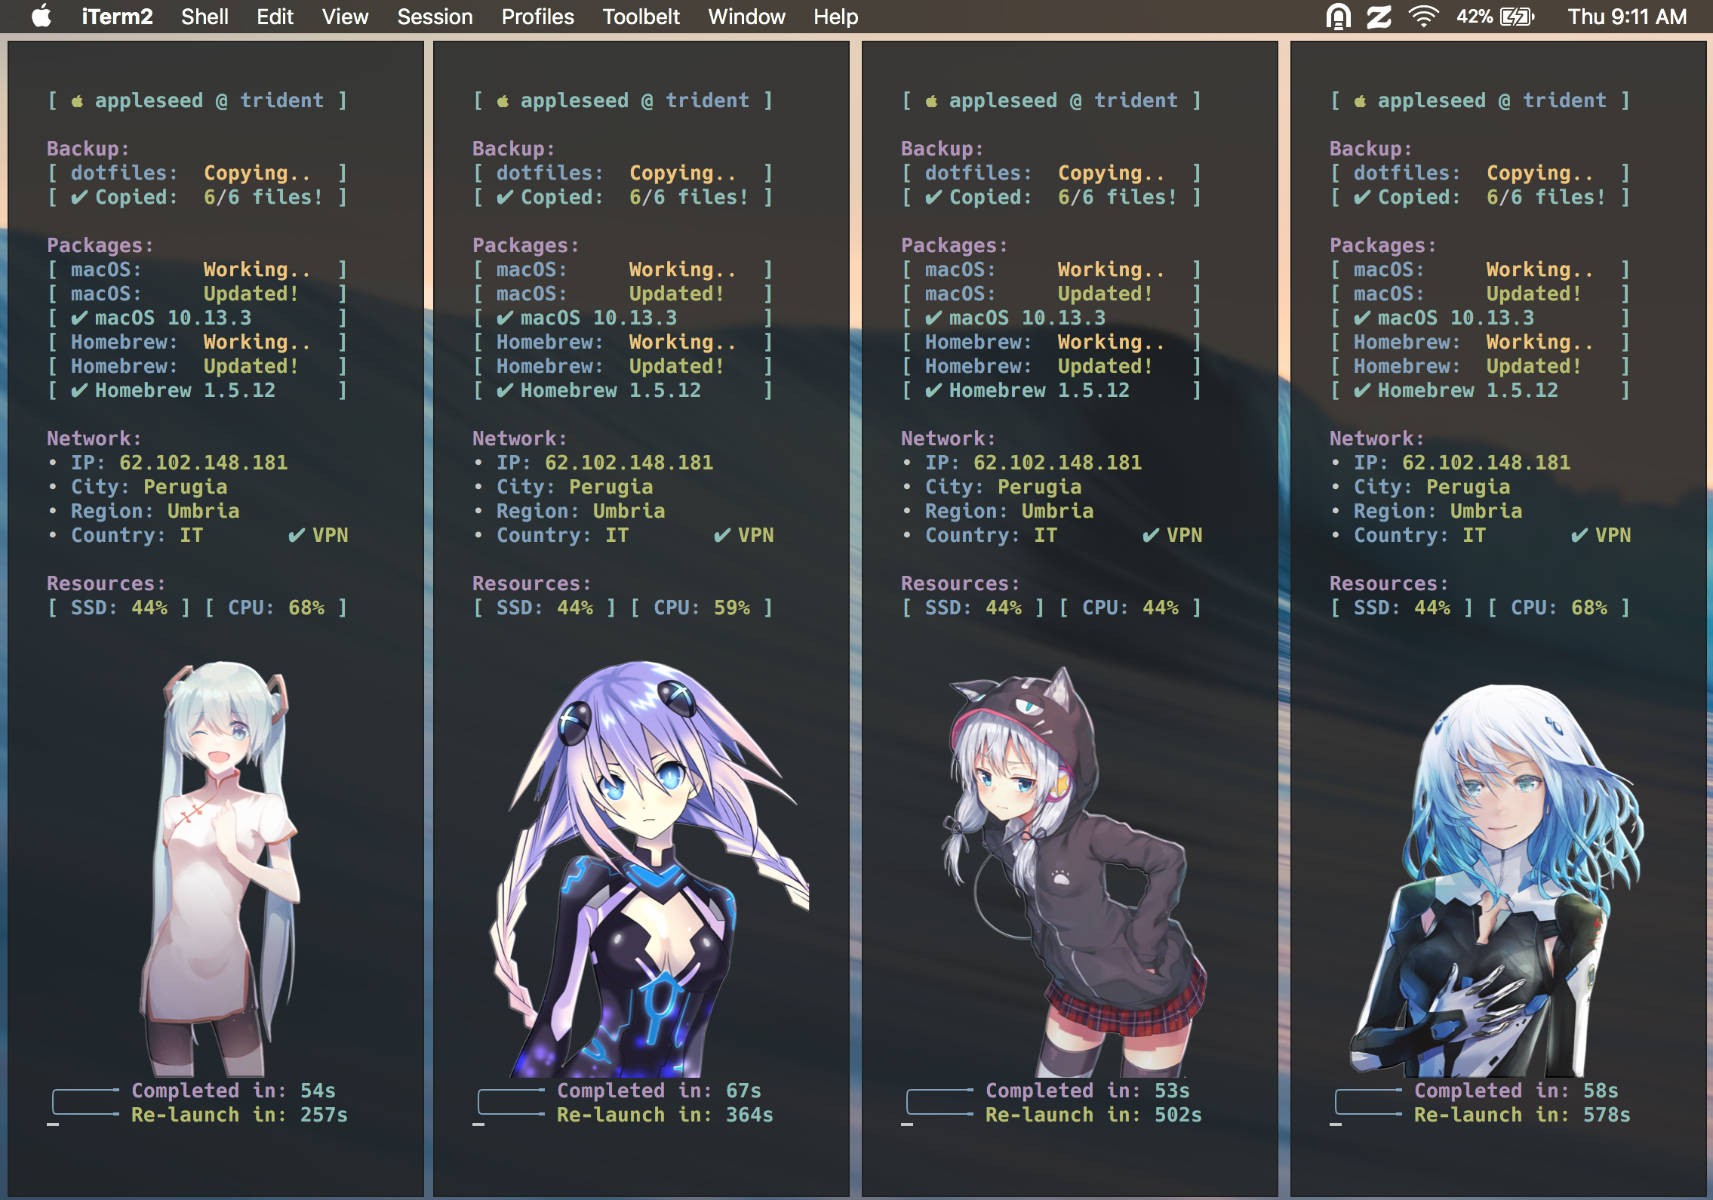 iTerm2 Shell Edit View Session Profiles Toolbelt Window Help 42% Thu 9:11 AM
[ appleseed @ trident ]
Backup:
[ dotfiles: Copying.. ]
[ ✔ Copied: 6/6 files! ]
Packages:
[ macOS: Working.. ]
[ macOS: Updated! ]
[ ✔ macOS 10.13.3 ]
[ Homebrew: Working.. ]
[ Homebrew: Updated! ]
[ ✔ Homebrew 1.5.12 ]
Network:
• IP: 62.102.148.181
• City: Perugia
• Region: Umbria
• Country: IT ✔ VPN
Resources:
[ SSD: 44% ] [ CPU: 68% ]
Completed in: 54s
Re-launch in: 257s
[ appleseed @ trident ]
Backup:
[ dotfiles: Copying.. ]
[ ✔ Copied: 6/6 files! ]
Packages:
[ macOS: Working.. ]
[ macOS: Updated! ]
[ ✔ macOS 10.13.3 ]
[ Homebrew: Working.. ]
[ Homebrew: Updated! ]
[ ✔ Homebrew 1.5.12 ]
Network:
• IP: 62.102.148.181
• City: Perugia
• Region: Umbria
• Country: IT ✔ VPN
Resources:
[ SSD: 44% ] [ CPU: 59% ]
Completed in: 67s
Re-launch in: 364s
[ appleseed @ trident ]
Backup:
[ dotfiles: Copying.. ]
[ ✔ Copied: 6/6 files! ]
Packages:
[ macOS: Working.. ]
[ macOS: Updated! ]
[ ✔ macOS 10.13.3 ]
[ Homebrew: Working.. ]
[ Homebrew: Updated! ]
[ ✔ Homebrew 1.5.12 ]
Network:
• IP: 62.102.148.181
• City: Perugia
• Region: Umbria
• Country: IT ✔ VPN
Resources:
[ SSD: 44% ] [ CPU: 44% ]
Completed in: 53s
Re-launch in: 502s
[ appleseed @ trident ]
Backup:
[ dotfiles: Copying.. ]
[ ✔ Copied: 6/6 files! ]
Packages:
[ macOS: Working.. ]
[ macOS: Updated! ]
[ ✔ macOS 10.13.3 ]
[ Homebrew: Working.. ]
[ Homebrew: Updated! ]
[ ✔ Homebrew 1.5.12 ]
Network:
• IP: 62.102.148.181
• City: Perugia
• Region: Umbria
• Country: IT ✔ VPN
Resources:
[ SSD: 44% ] [ CPU: 68% ]
Completed in: 58s
Re-launch in: 578s